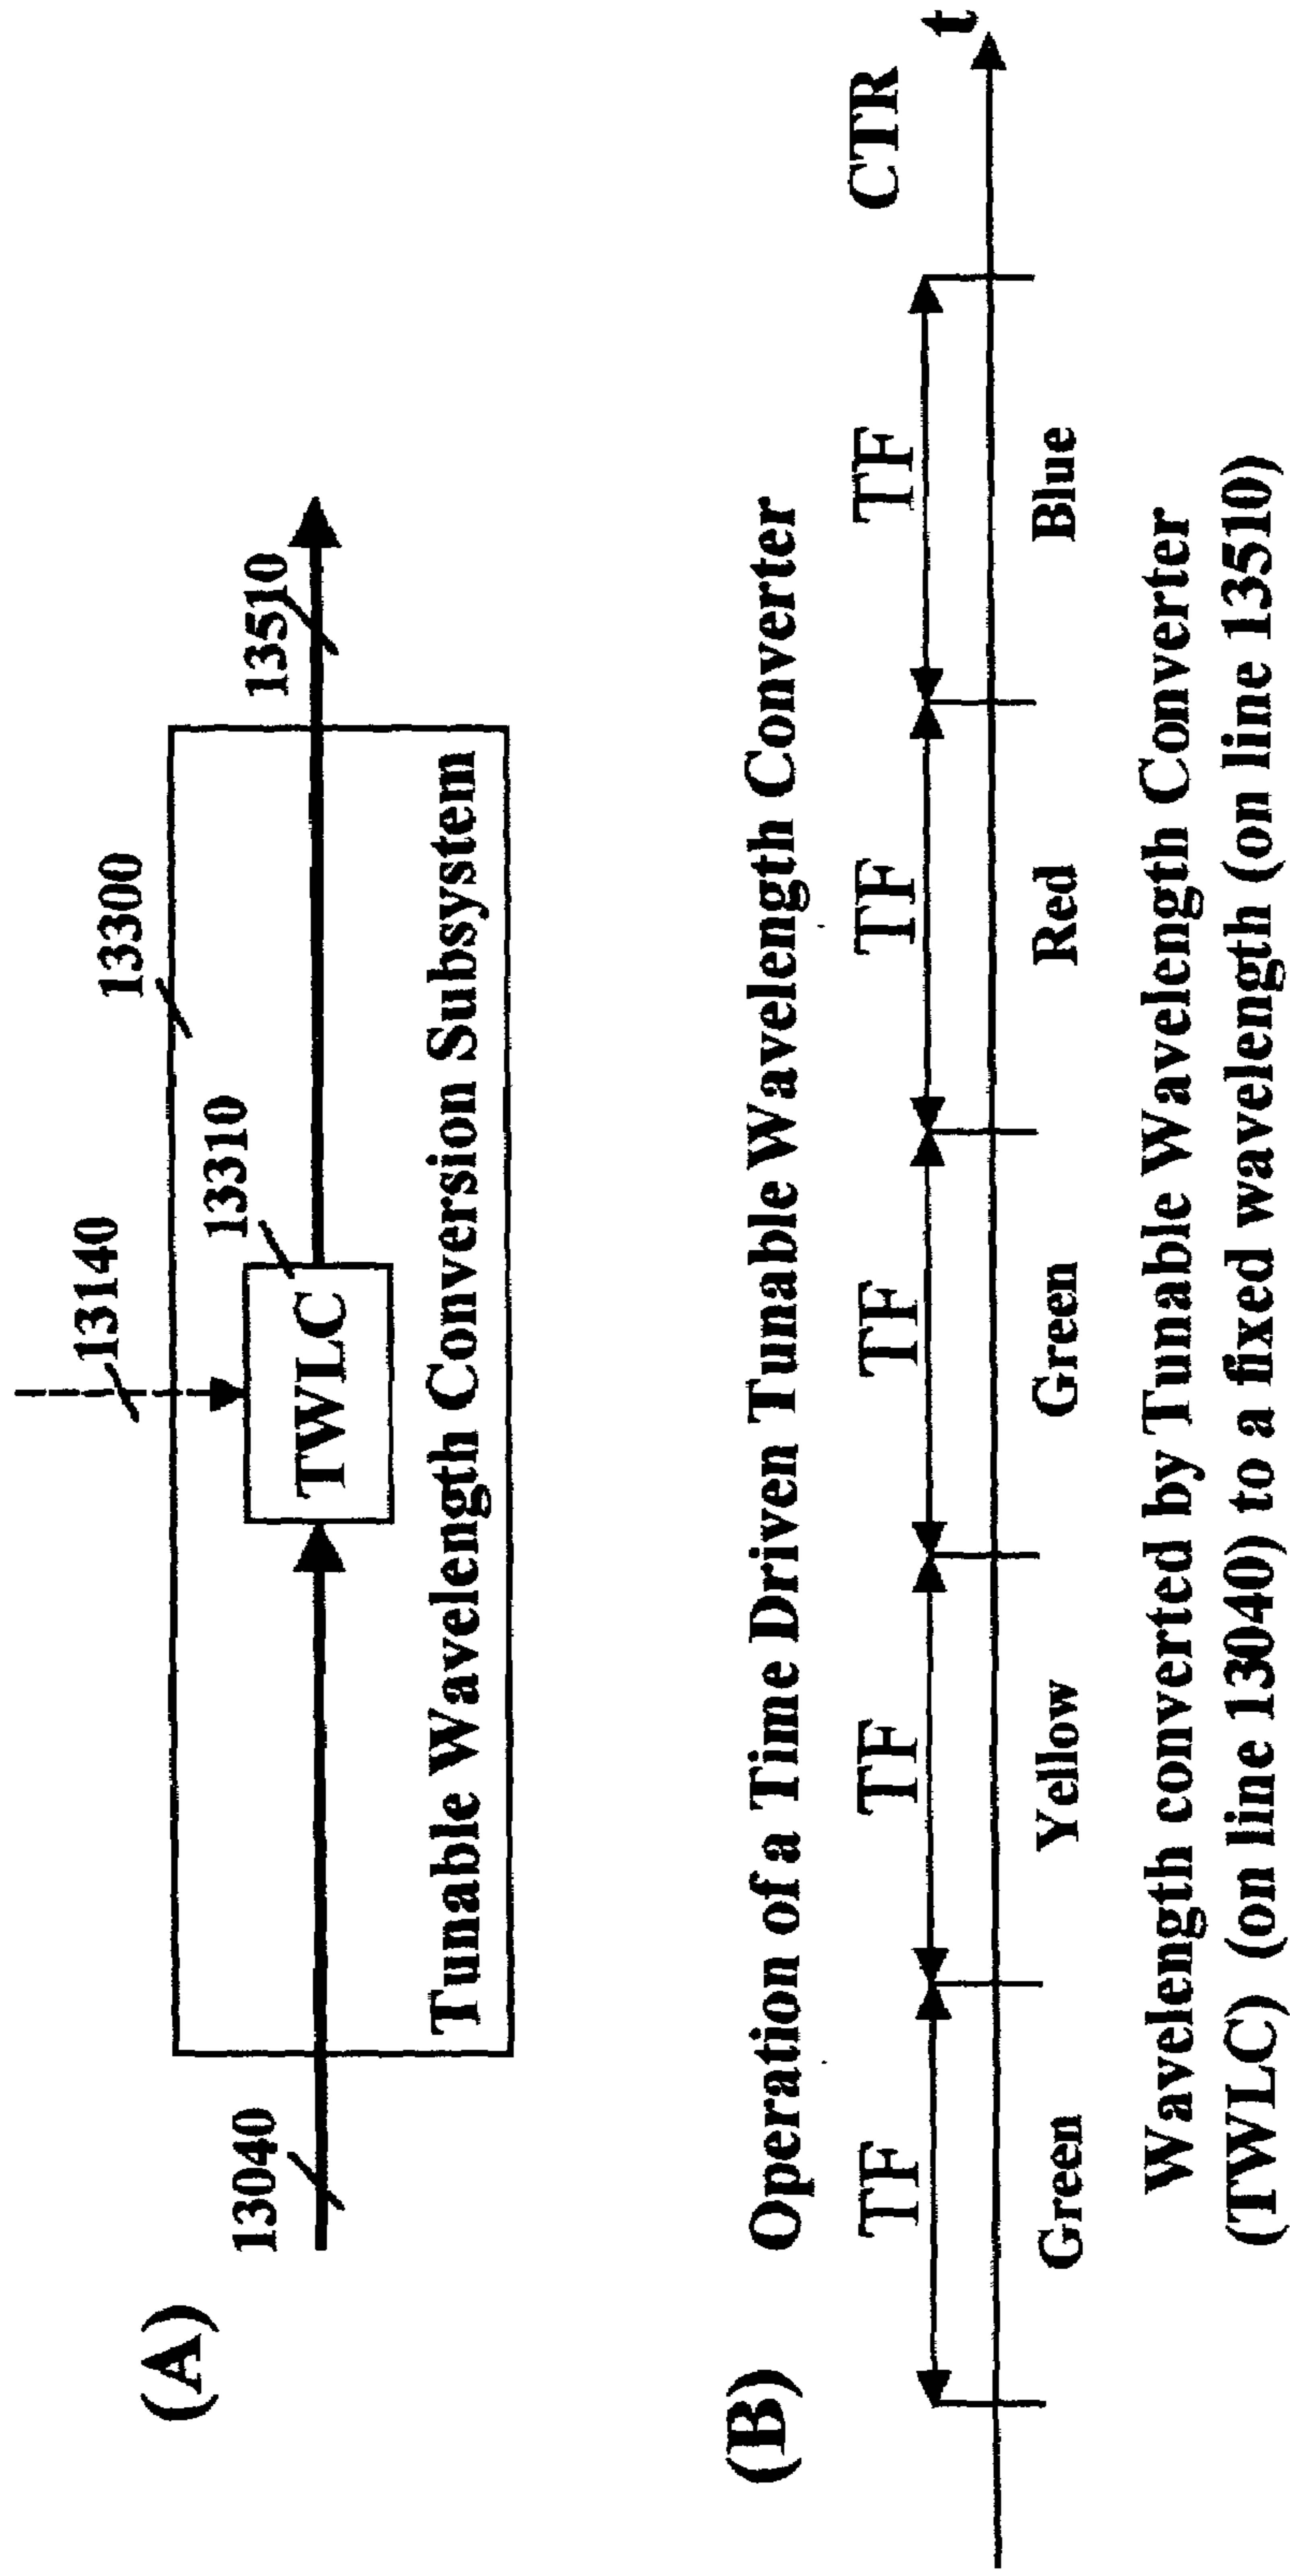 (A)
13140
13300
13040
13310
13510
TWLC
Tunable Wavelength Conversion Subsystem
(B)
Operation of a Time Driven Tunable Wavelength Converter
TF TF TF TF TF CTR
t
Green Yellow Green Red Blue
Wavelength converted by Tunable Wavelength Converter
(TWLC) (on line 13040) to a fixed wavelength (on line 13510)